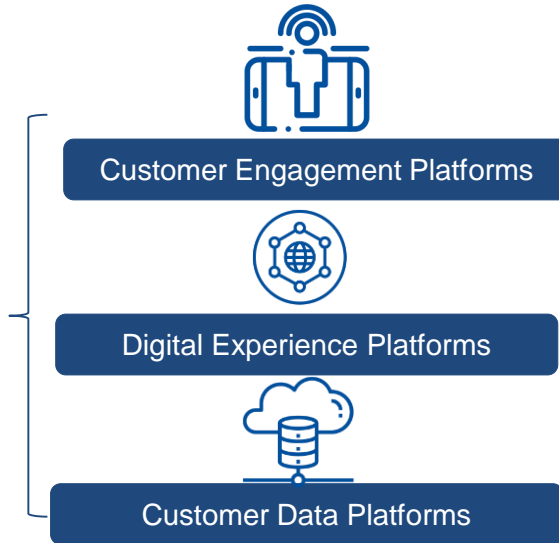 Customer Engagement Platforms
Digital Experience Platforms
Customer Data Platforms